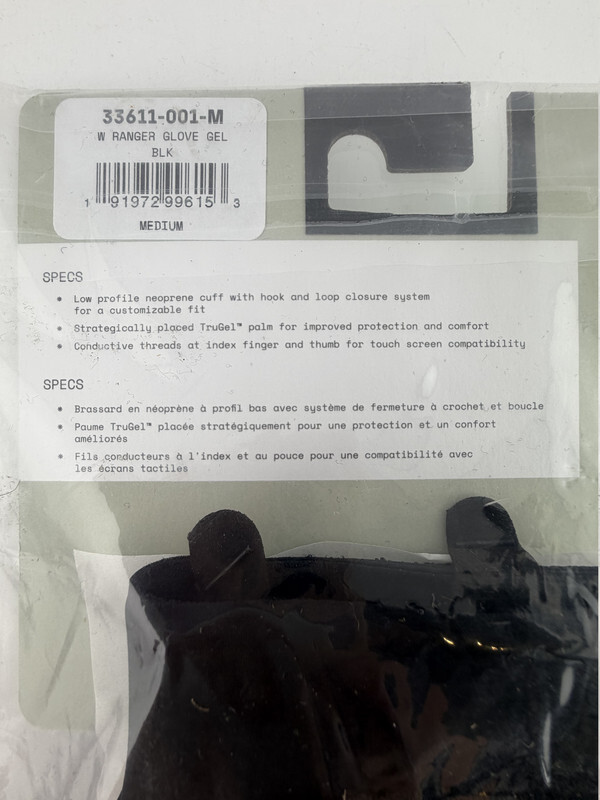 33611-001-M
W RANGER GLOVE GEL
BLK
1 91972 99615 3
MEDIUM
SPECS
• Low profile neoprene cuff with hook and loop closure system
for a customizable fit
• Strategically placed TruGel™ palm for improved protection and comfort
• Conductive threads at index finger and thumb for touch screen compatibility
SPECS
• Brassard en néoprène à profil bas avec système de fermeture à crochet et boucle
• Paume TruGel™ placée stratégiquement pour une protection et un confort
améliorés
• Fils conducteurs à l'index et au pouce pour une compatibilité avec
les écrans tactiles